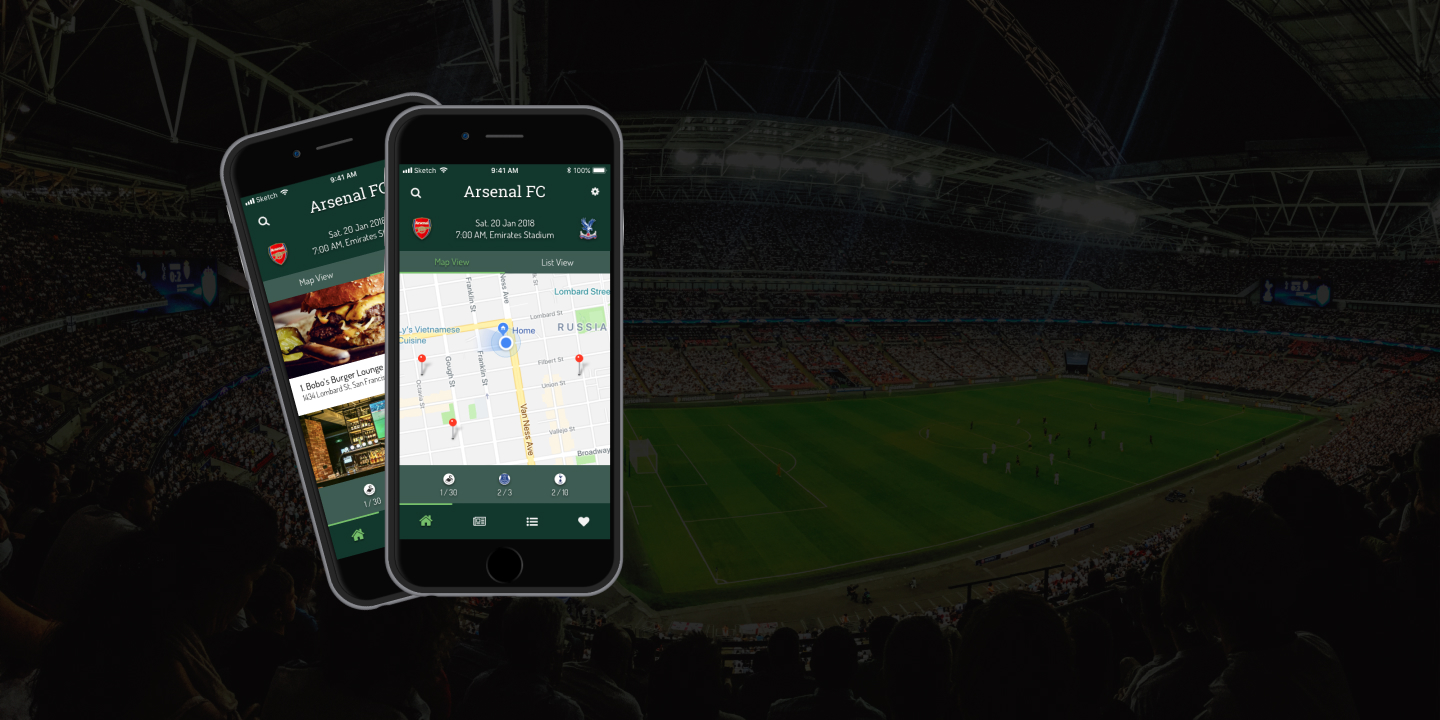 Sketch
9:41 AM
Arsenal FC
Sat. 20 Jan 2018
7:00 AM, Emirates
Map View
1. Bobo's Burger Lounge
1434 Lombard St, San
1 / 30
Sketch
9:41 AM
100%
Arsenal FC
Sat. 20 Jan 2018
7:00 AM, Emirates Stadium
Map View
List View
Franklin St
Ness Ave
Lombard
Lombard St
RUSSIA
Ly's Vietnamese
Cuisine
Home
Gough St
Franklin St
Filbert St
Octavia St
Union St
Van Ness Ave
Vallejo St
Broadway
1 / 30
2 / 3
2 / 10